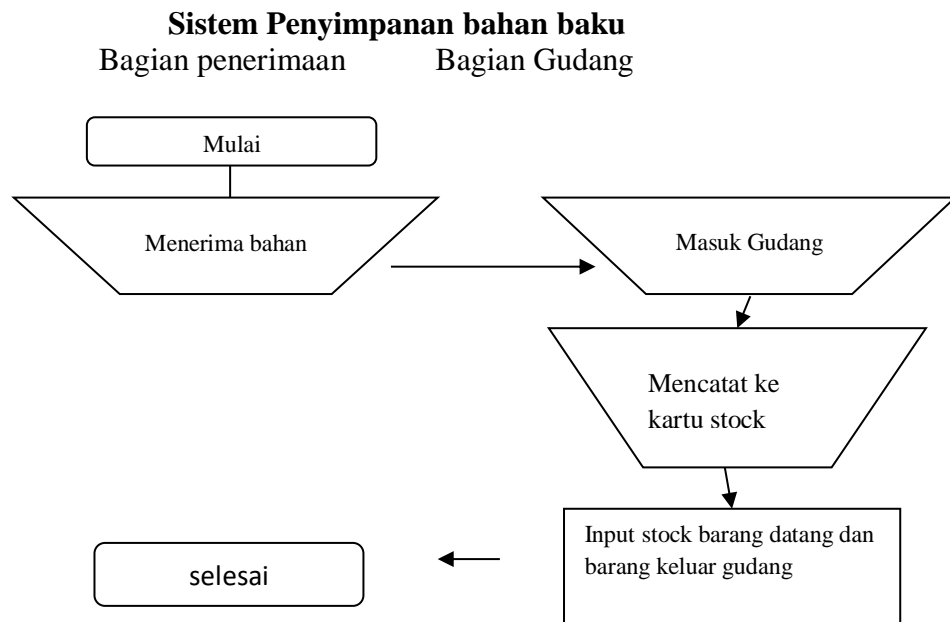 Sistem Penyimpanan bahan baku
Bagian penerimaan Bagian Gudang
Mulai
Menerima bahan
Masuk Gudang
Mencatat ke
kartu stock
Input stock barang datang dan
barang keluar gudang
selesai